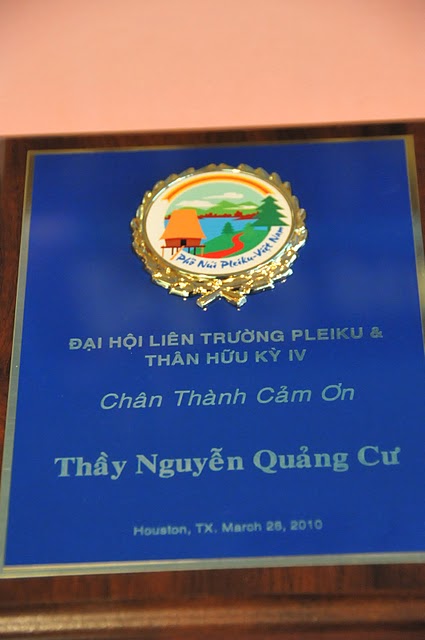 Phố Núi Pleiku-Việt Nam
ĐẠI HỘI LIÊN TRƯỜNG PLEIKU &
THÂN HỮU KỲ IV
Chân Thành Cảm Ơn
Thầy Nguyễn Quảng Cư
Houston, TX. March 28, 2010